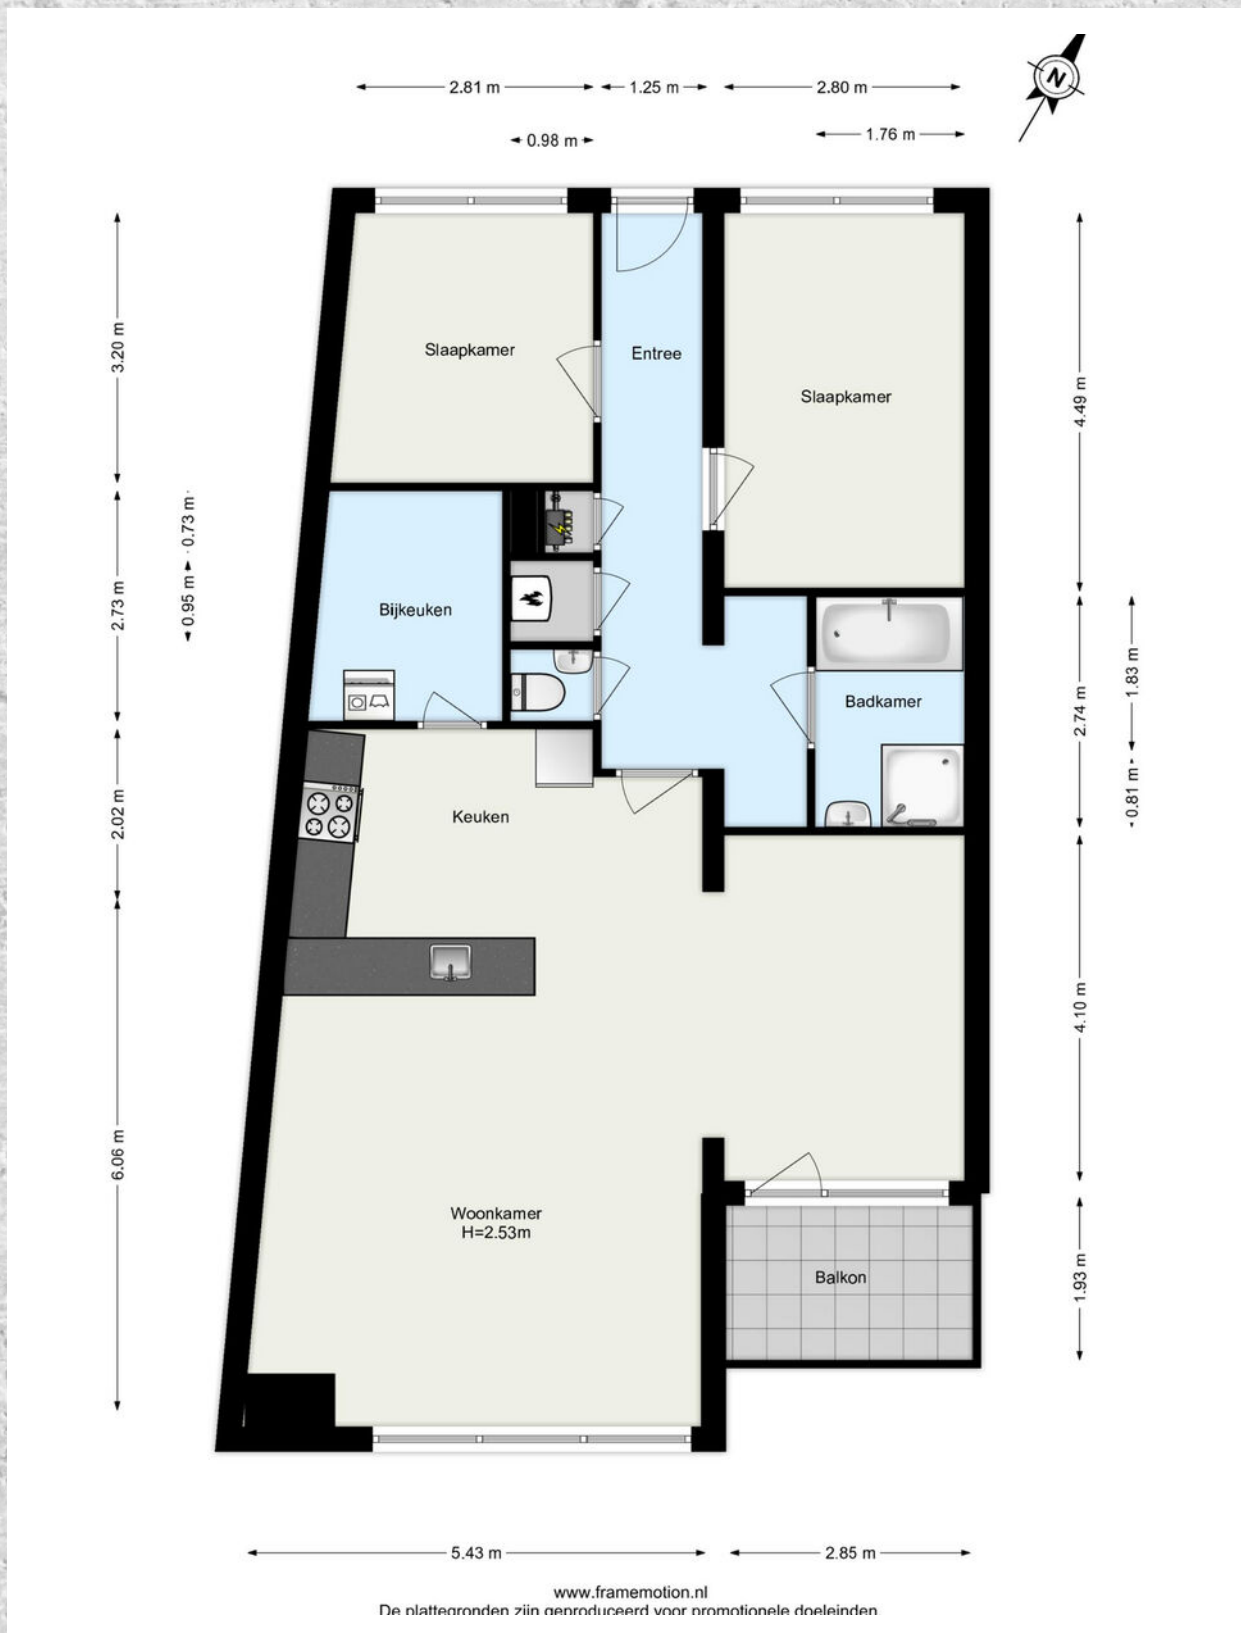 N
2.81 m
1.25 m
2.80 m
0.98 m
1.76 m
3.20 m
Slaapkamer
Entree
Slaapkamer
4.49 m
0.73 m
0.95 m
2.73 m
Bijkeuken
Badkamer
2.74 m
1.83 m
0.81 m
2.02 m
Keuken
4.10 m
6.06 m
Woonkamer
H=2.53m
Balkon
1.93 m
5.43 m
2.85 m
www.framemotion.nl
De plattegronden zijn geproduceerd voor promotionele doeleinden